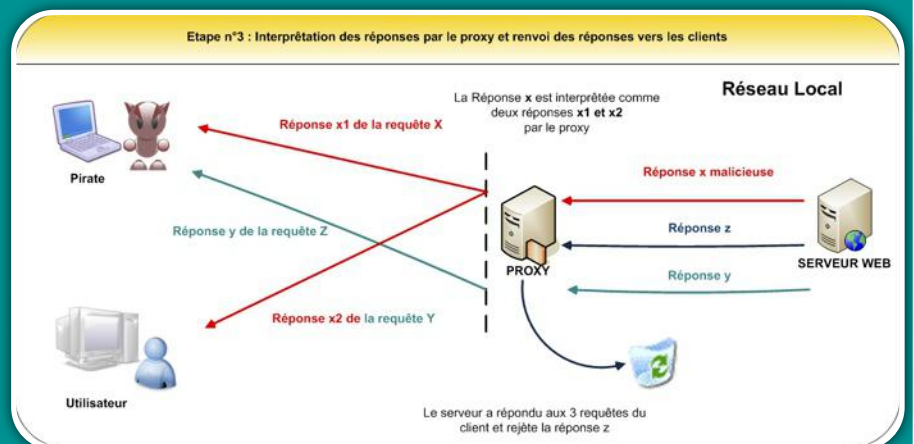 Etape n°3 : Interprêtation des réponses par le proxy et renvoi des réponses vers les clients
Réseau Local
La Réponse x est interprêtée comme
deux réponses x1 et x2
par le proxy
Réponse x1 de la requête X
Pirate
Réponse x malicieuse
Réponse y de la requête Z
Réponse z
PROXY
SERVEUR WEB
Réponse y
Réponse x2 de la requête Y
Utilisateur
Le serveur a répondu aux 3 requêtes du
client et rejète la réponse z